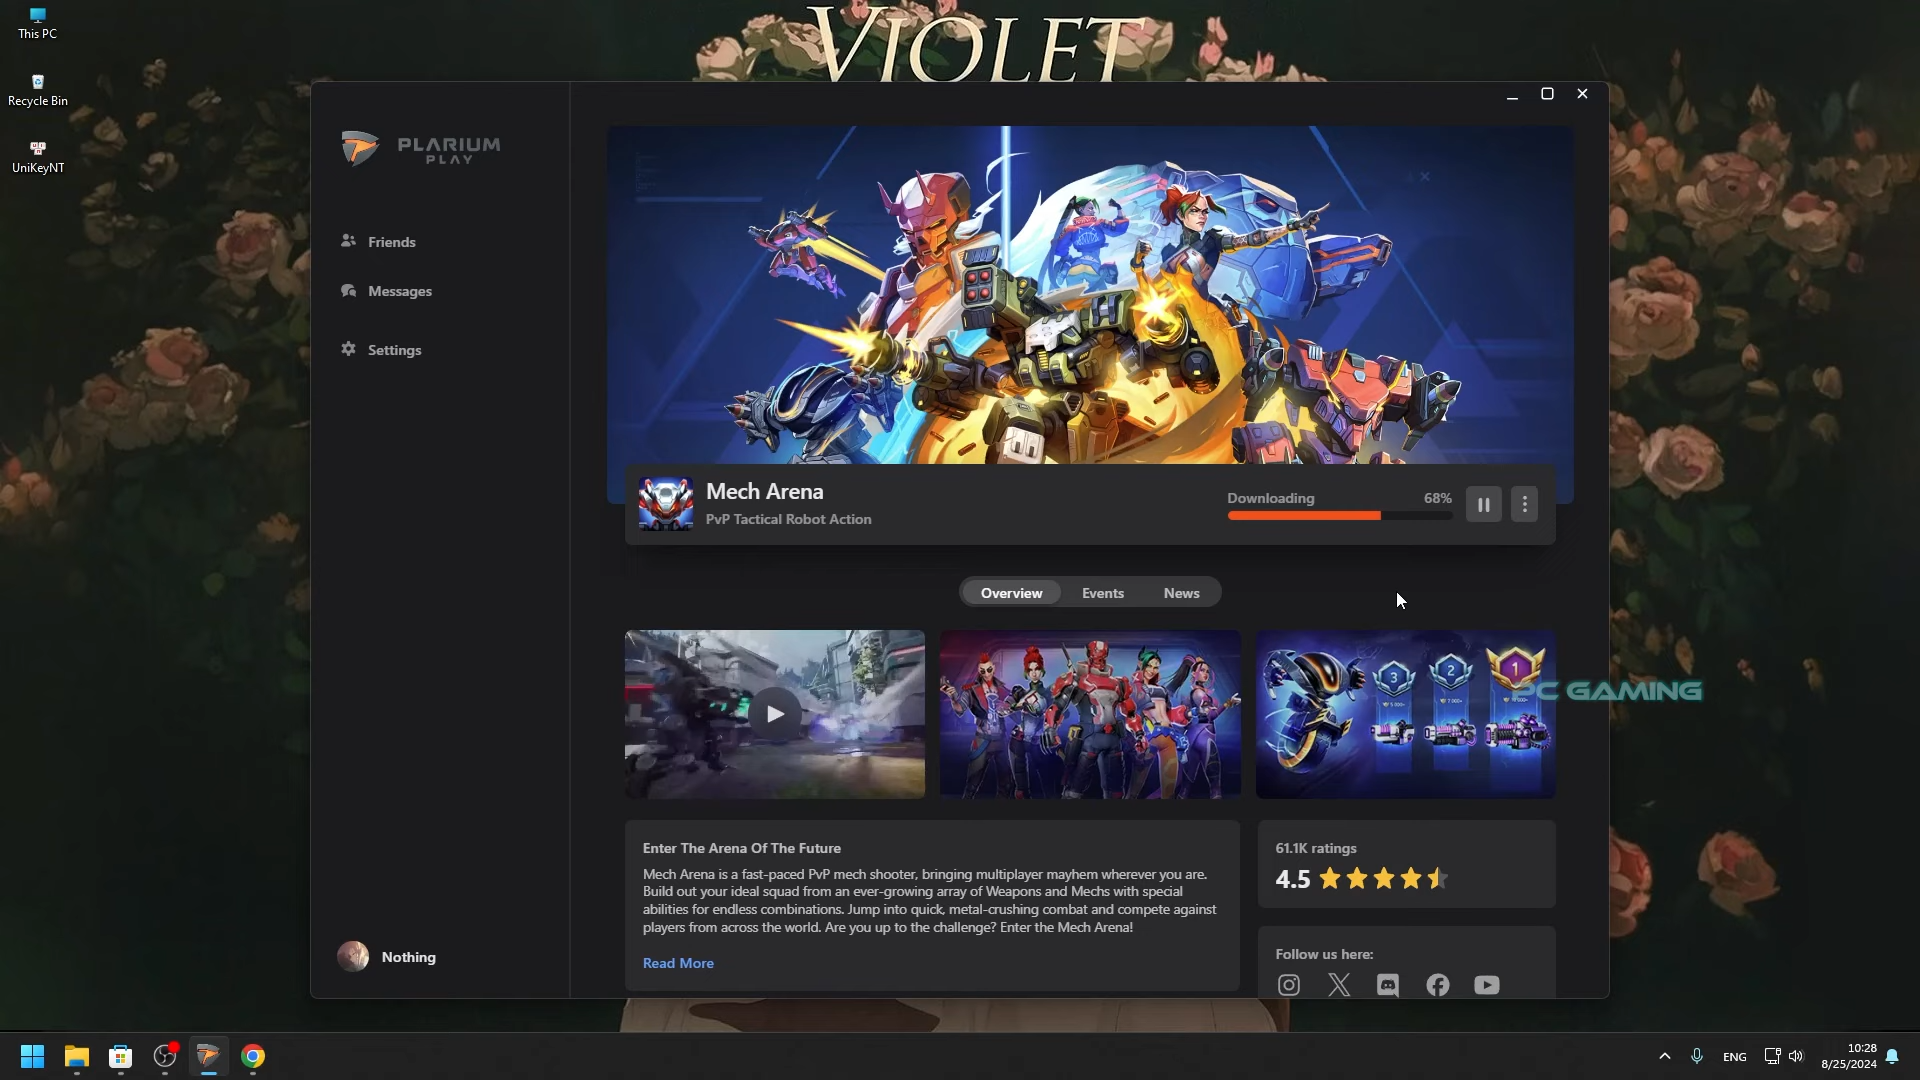 VIOLET
This PC
Recycle Bin
UniKeyNT
PLARIUM
PLAY
Friends
Messages
Settings
Nothing
Mech Arena
PvP Tactical Robot Action
Downloading
68%
Overview
Events
News
3
2
1
PC GAMING
Enter The Arena Of The Future
Mech Arena is a fast-paced PvP mech shooter, bringing multiplayer mayhem wherever you are.
Build out your ideal squad from an ever-growing array of Weapons and Mechs with special
abilities for endless combinations. Jump into quick, metal-crushing combat and compete against
players from across the world. Are you up to the challenge? Enter the Mech Arena!
Read More
61.1K ratings
4.5
Follow us here:
ENG
10:28
8/25/2024